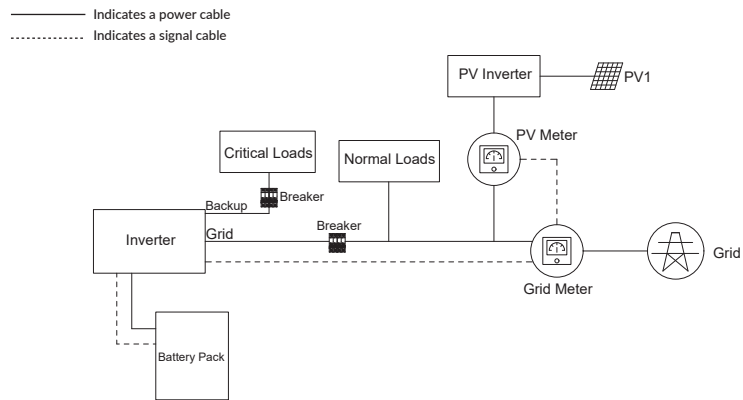 Indicates a power cable
Indicates a signal cable
PV Inverter
PV1
PV Meter
Critical Loads
Normal Loads
Breaker
Backup
Breaker
Inverter
Grid
Grid
Grid Meter
Battery Pack